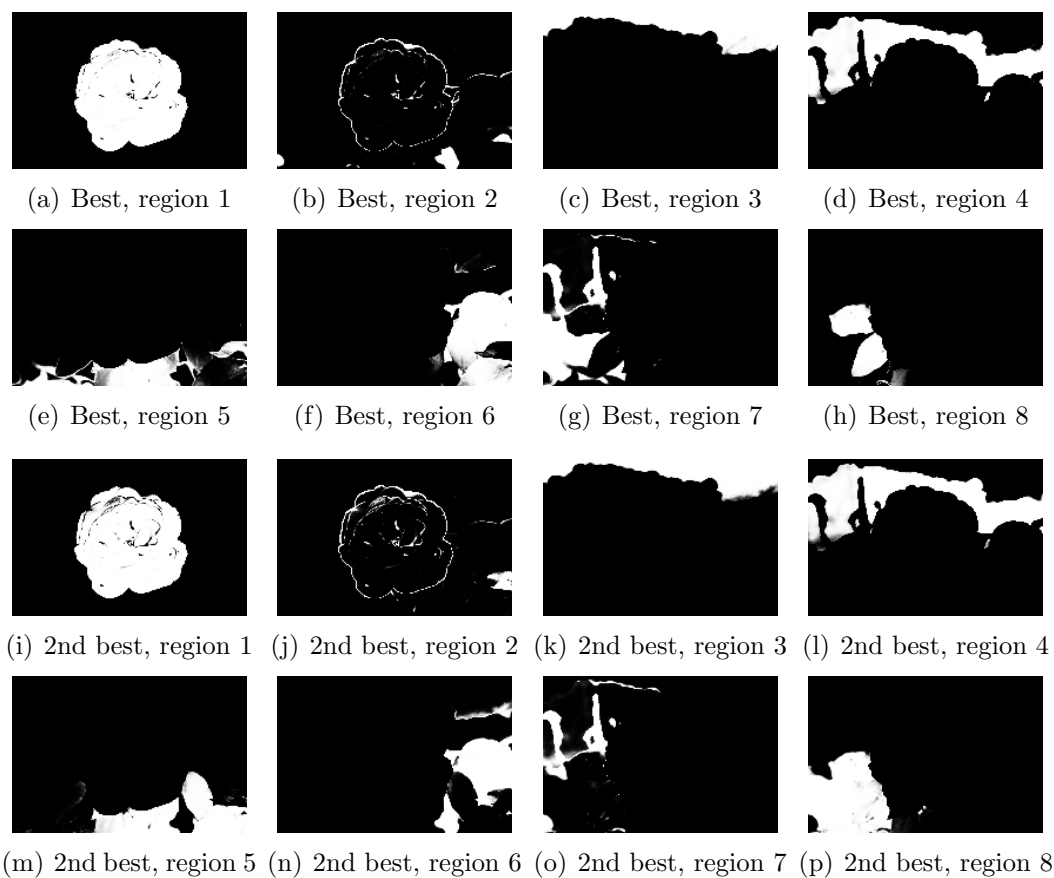 (a) Best, region 1
(b) Best, region 2
(c) Best, region 3
(d) Best, region 4
(e) Best, region 5
(f) Best, region 6
(g) Best, region 7
(h) Best, region 8
(i) 2nd best, region 1
(j) 2nd best, region 2
(k) 2nd best, region 3
(l) 2nd best, region 4
(m) 2nd best, region 5
(n) 2nd best, region 6
(o) 2nd best, region 7
(p) 2nd best, region 8